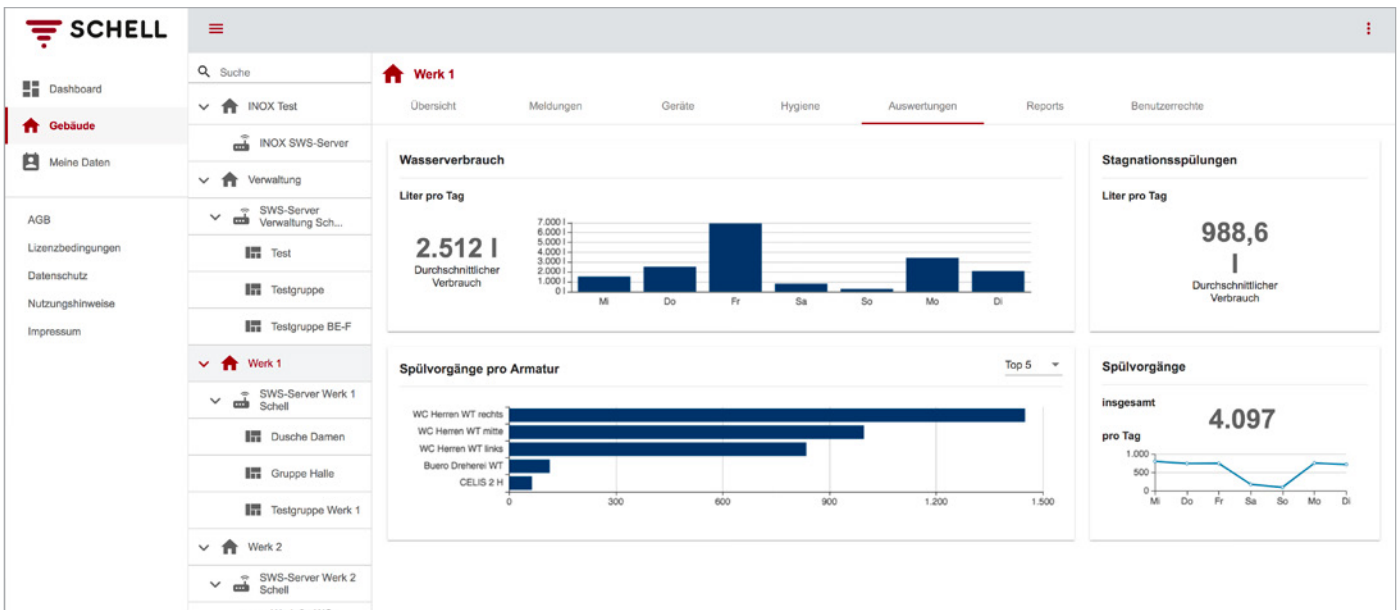 SCHELL
Dashboard
Gebäude
Meine Daten
AGB
Lizenzbedingungen
Datenschutz
Nutzungshinweise
Impressum
Suche
INOX Test
INOX SWS-Server
Verwaltung
SWS-Server
Verwaltung Sch...
Test
Testgruppe
Testgruppe BE-F
Werk 1
SWS-Server Werk 1
Schell
Dusche Damen
Gruppe Halle
Testgruppe Werk 1
Werk 2
SWS-Server Werk 2
Schell
Werk 1
Übersicht Meldungen Geräte Hygiene Auswertungen Reports Benutzerrechte
Wasserverbrauch
Liter pro Tag
2.512 l
Durchschnittlicher
Verbrauch
7.000 l
6.000 l
5.000 l
4.000 l
3.000 l
2.000 l
1.000 l
0 l
Mi Do Fr Sa So Mo Di
Stagnationsspülungen
Liter pro Tag
988,6
l
Durchschnittlicher
Verbrauch
Spülvorgänge pro Armatur
Top 5
WC Herren WT rechts
WC Herren WT mitte
WC Herren WT links
Buero Dreherei WT
CELIS 2 H
0 300 600 900 1.200 1.500
Spülvorgänge
insgesamt
4.097
pro Tag
1.000
500
0
Mi Do Fr Sa So Mo Di